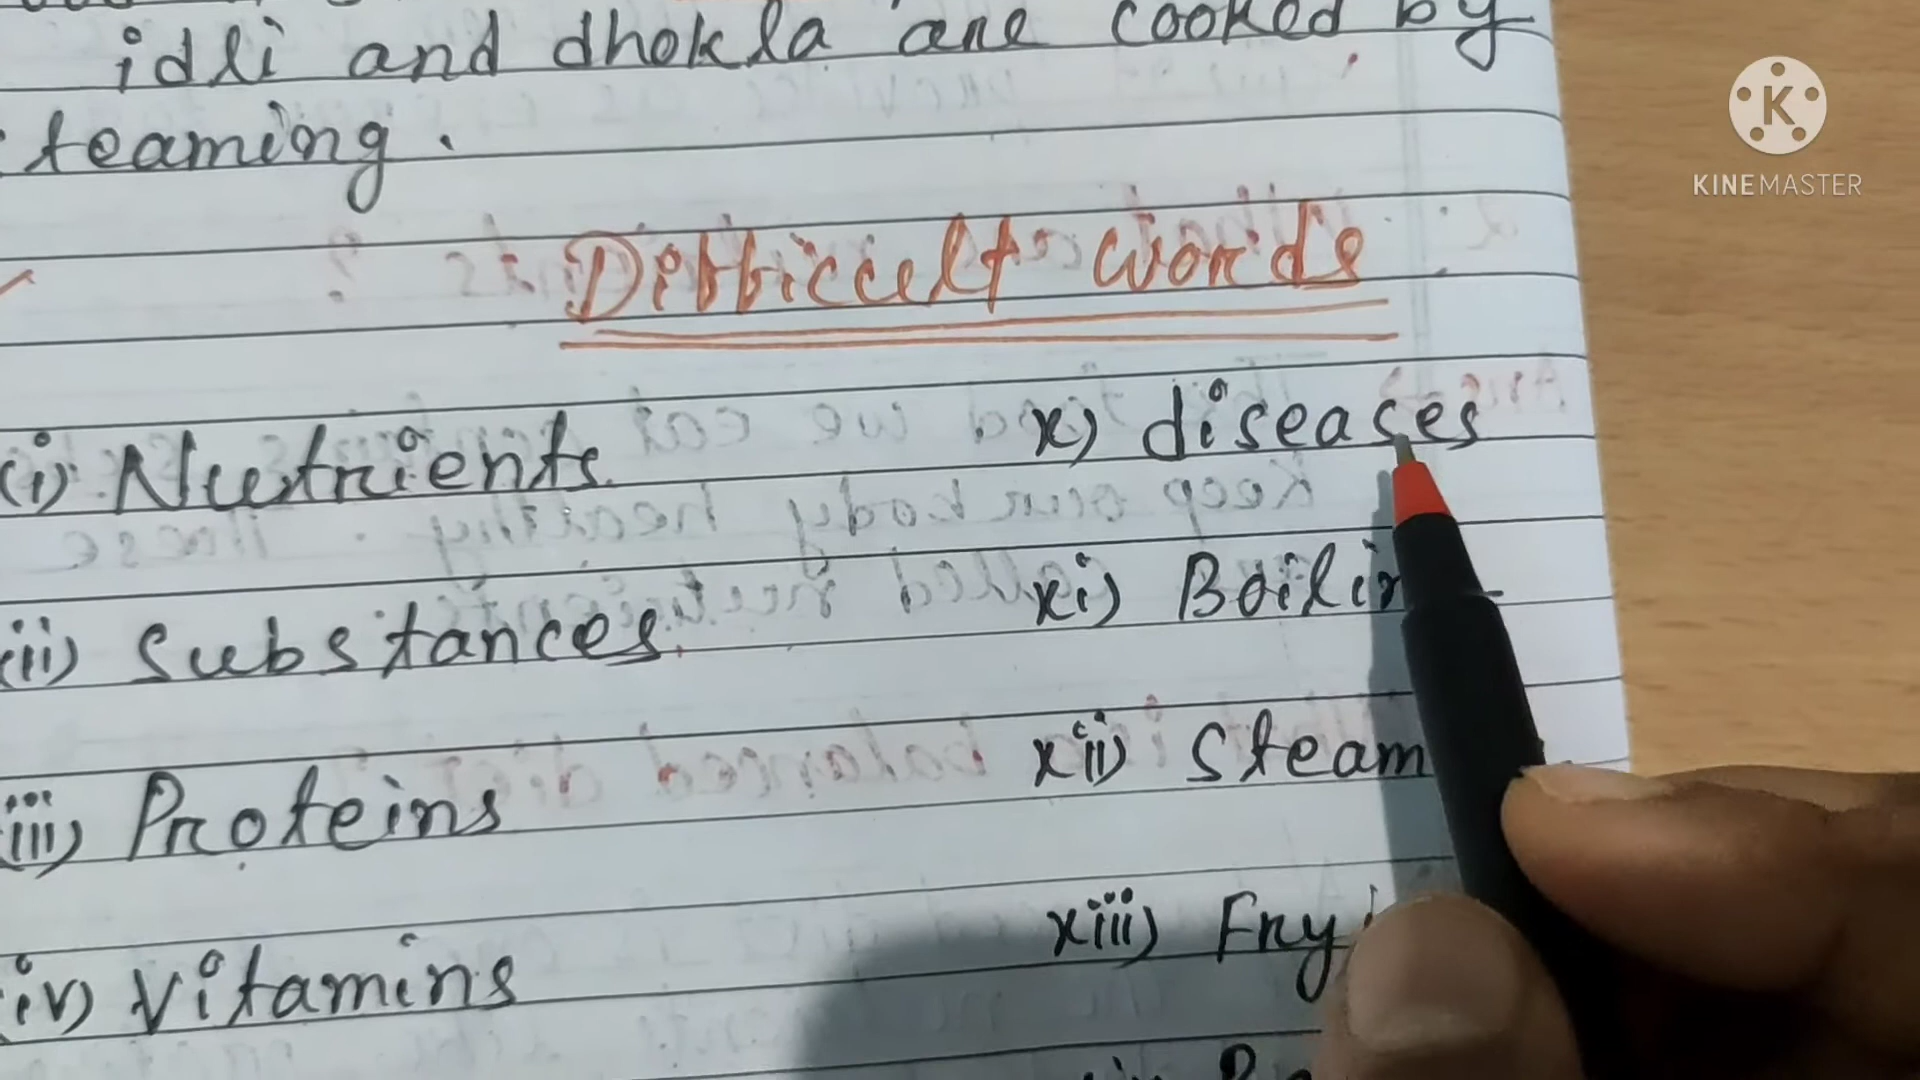 idli and dhokla are cooked by
teaming.
Difficult words
(i) Nutrients
(ii) Substances
(iii) Proteins
(iv) Vitamins
x) diseases
xi) Boilin
xii) Steam
xiii) Fry
KINEMASTER